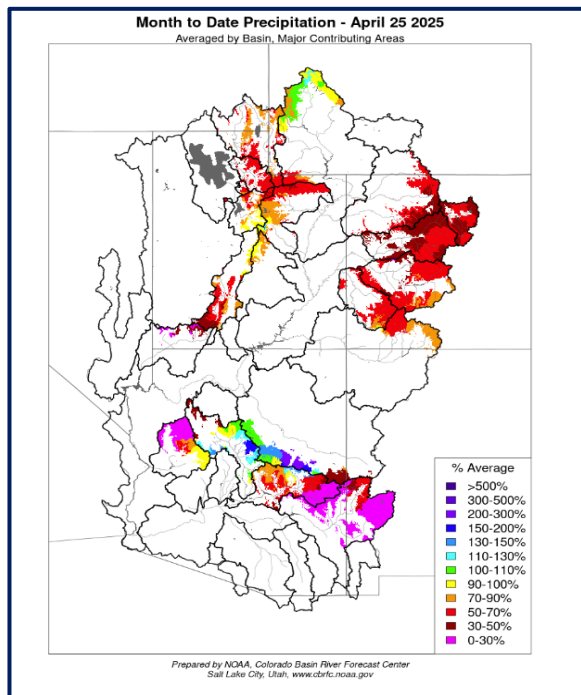 Month to Date Precipitation - April 25 2025
Averaged by Basin, Major Contributing Areas
% Average
>500%
300-500%
200-300%
150-200%
130-150%
110-130%
100-110%
90-100%
70-90%
50-70%
30-50%
0-30%
Prepared by NOAA, Colorado Basin River Forecast Center
Salt Lake City, Utah, www.cbrfc.noaa.gov